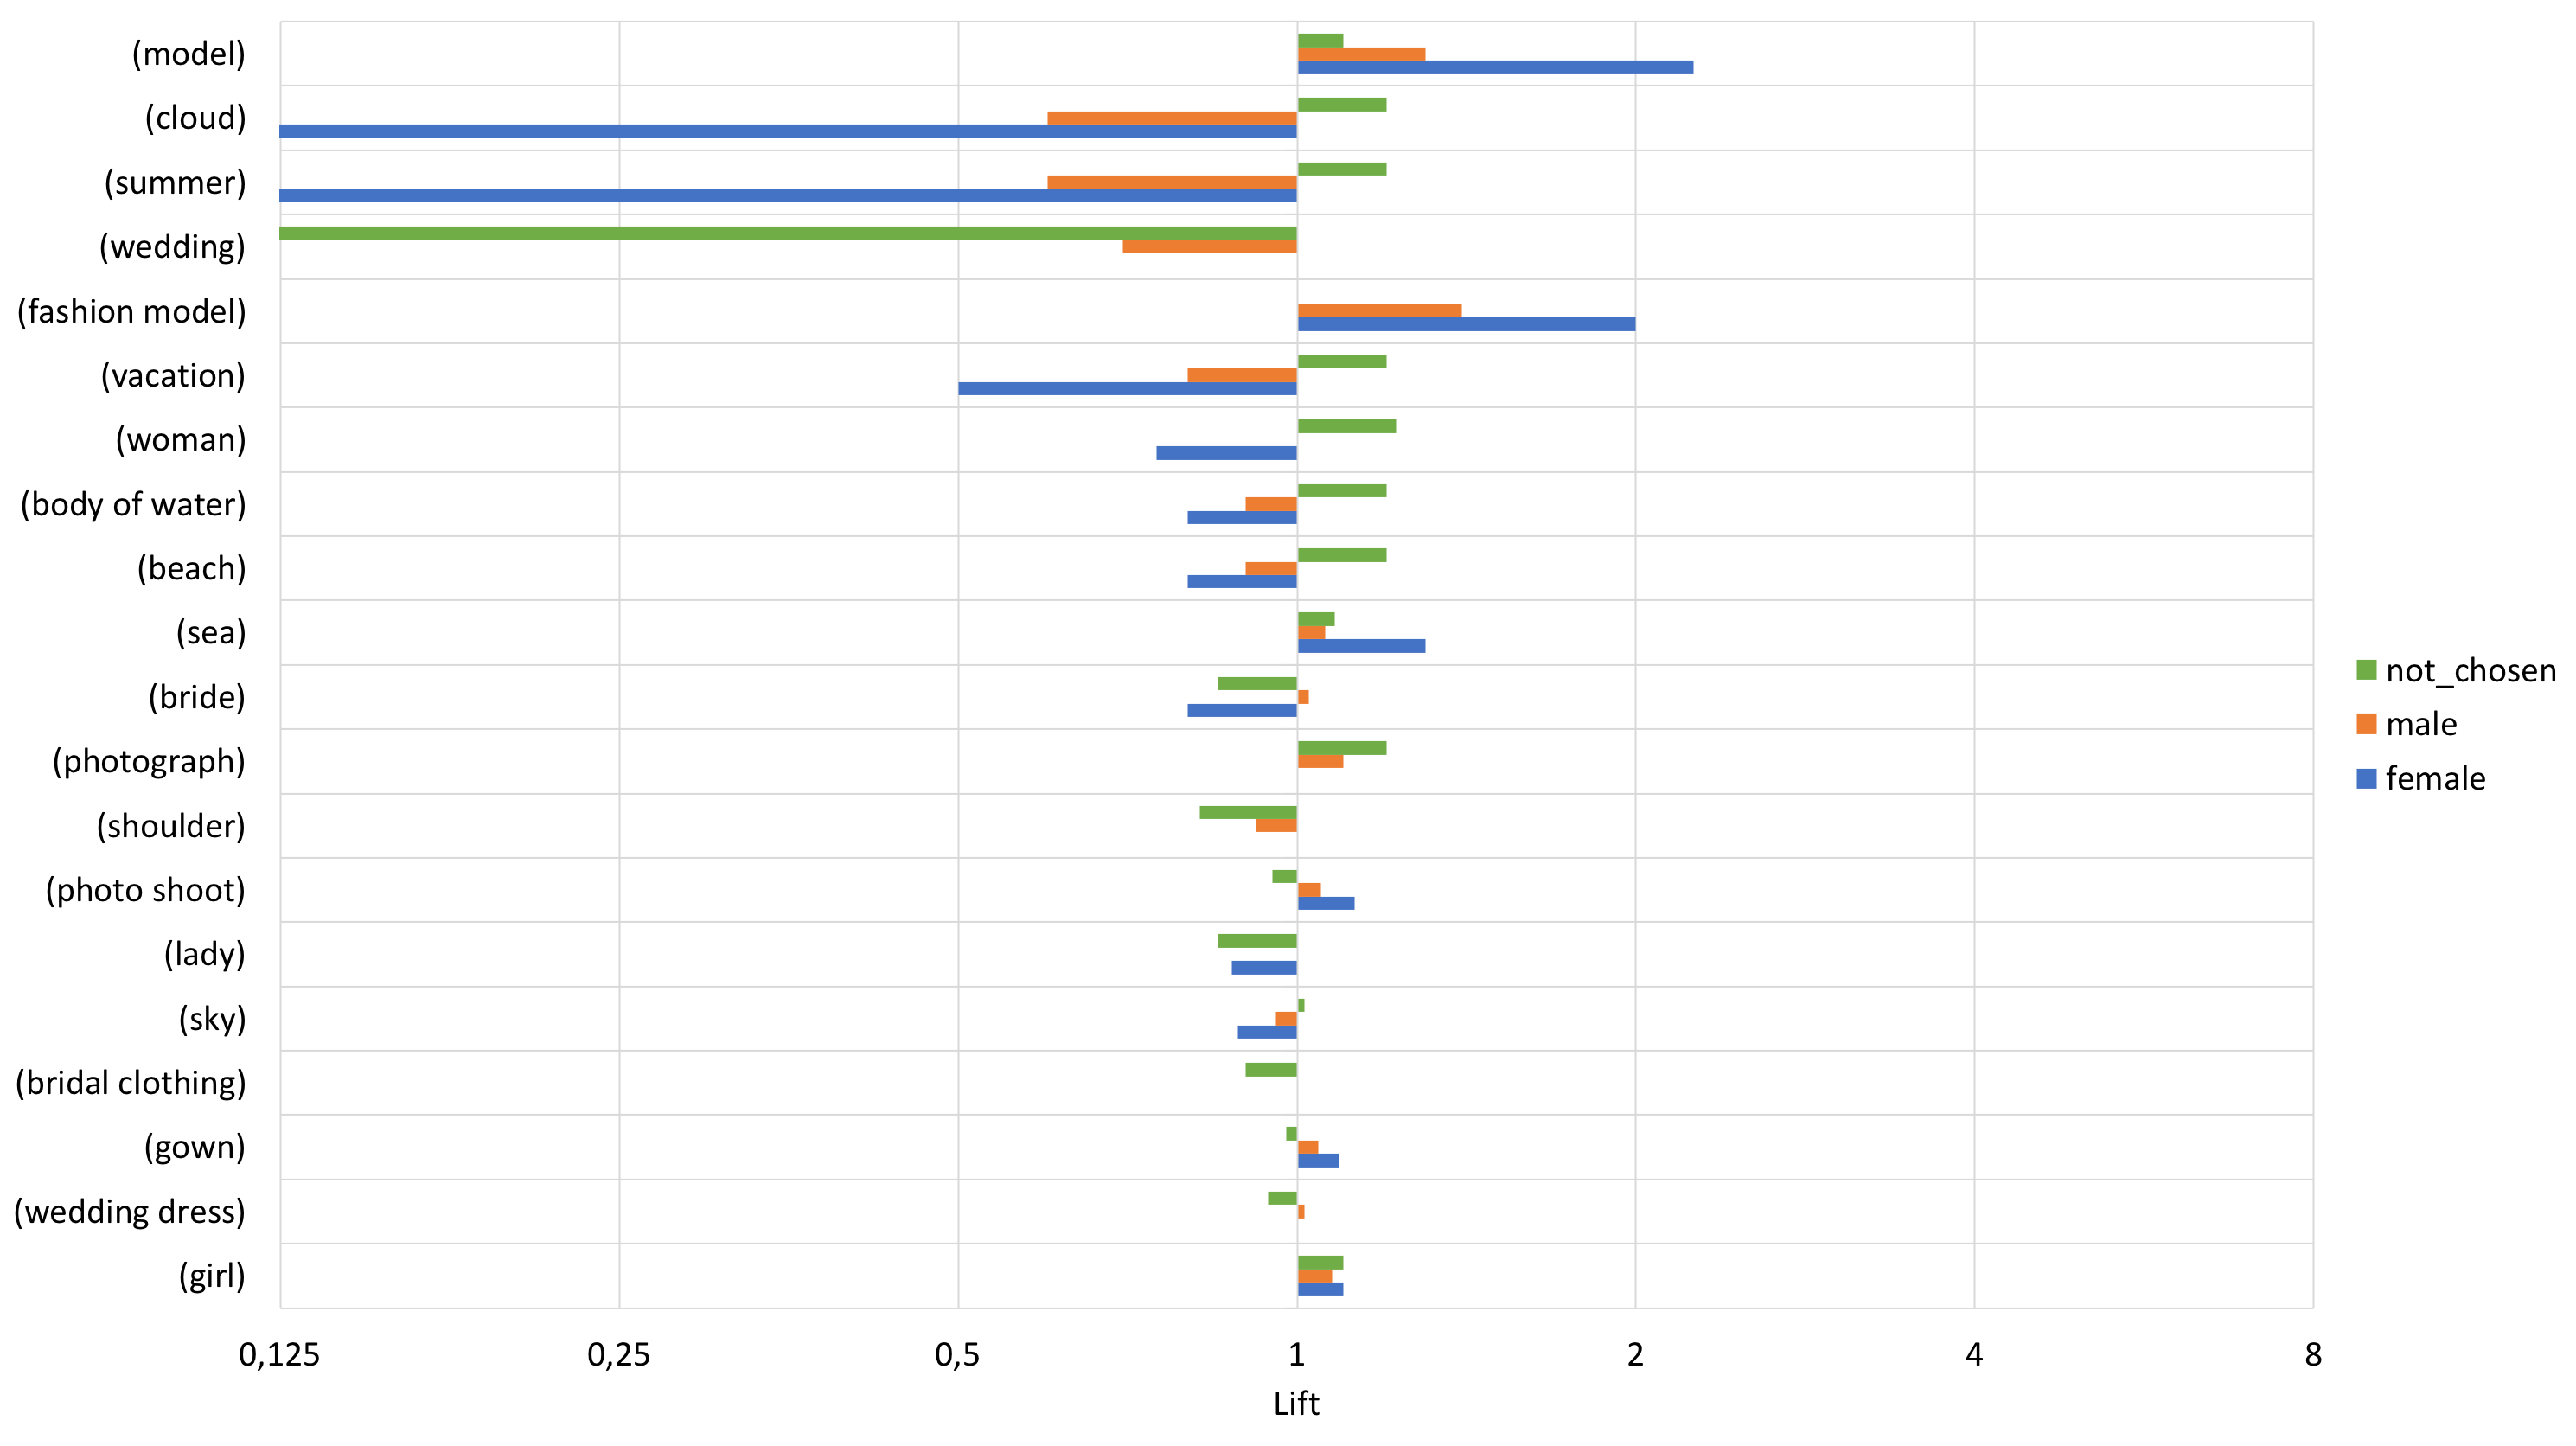 (model)
(cloud)
(summer)
(wedding)
(fashion model)
(vacation)
(woman)
(body of water)
(beach)
(sea)
(bride)
(photograph)
(shoulder)
(photo shoot)
(lady)
(sky)
(bridal clothing)
(gown)
(wedding dress)
(girl)
0,125 0,25 0,5 1 2 4 8
Lift
not_chosen
male
female